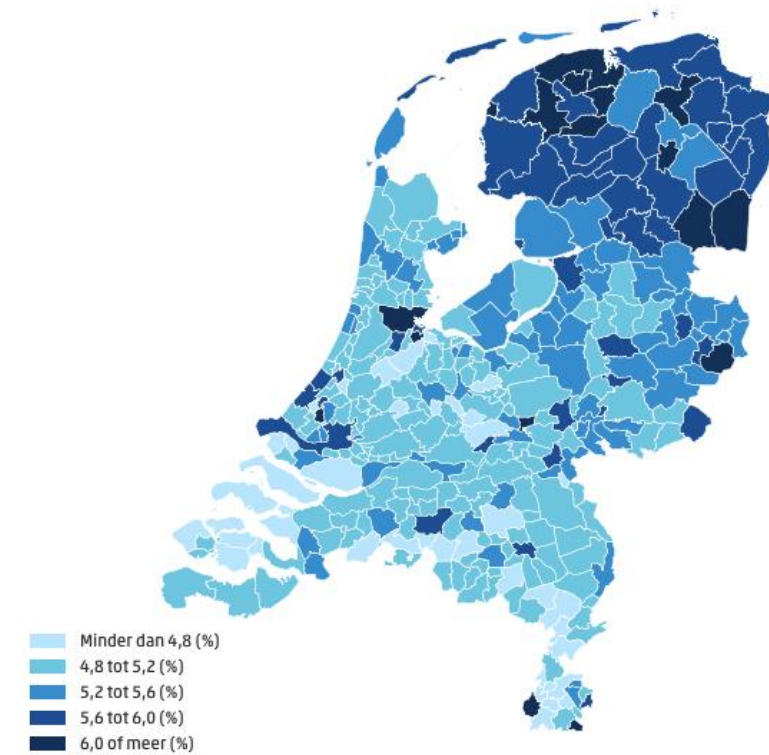 Minder dan 4,8 (%)
4,8 tot 5,2 (%)
5,2 tot 5,6 (%)
5,6 tot 6,0 (%)
6,0 of meer (%)